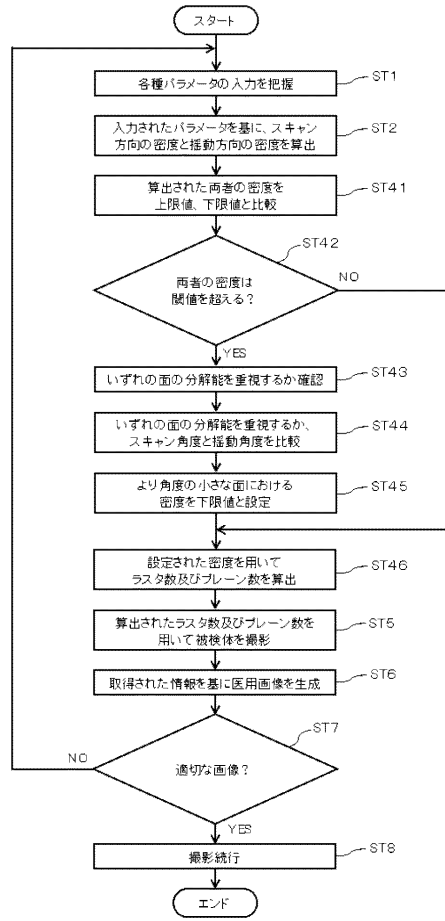 スタート
各種パラメータの入力を把握
ST1
入力されたパラメータを基に、スキャン
方向の密度と揺動方向の密度を算出
ST2
算出された両者の密度を
上限値、下限値と比較
ST41
両者の密度は
閾値を超える？
ST42
NO
YES
いずれの面の分解能を重視するか確認
ST43
いずれの面の分解能を重視するか、
スキャン角度と揺動角度を比較
ST44
より角度の小さな面における
密度を下限値と設定
ST45
設定された密度を用いて
ラスタ数及びプレーン数を算出
ST46
算出されたラスタ数及びプレーン数を
用いて被検体を撮影
ST5
取得された情報を基に医用画像を生成
ST6
適切な画像？
ST7
NO
YES
撮影続行
ST8
エンド